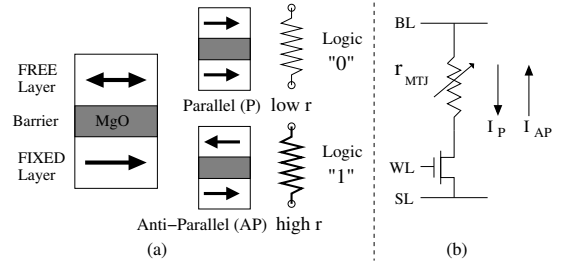 FREE
Layer
Barrier
MgO
FIXED
Layer
Parallel (P) low r
Logic
"0"
Anti−Parallel (AP) high r
Logic
"1"
(a)
BL
r MTJ
I P
I AP
WL
SL
(b)